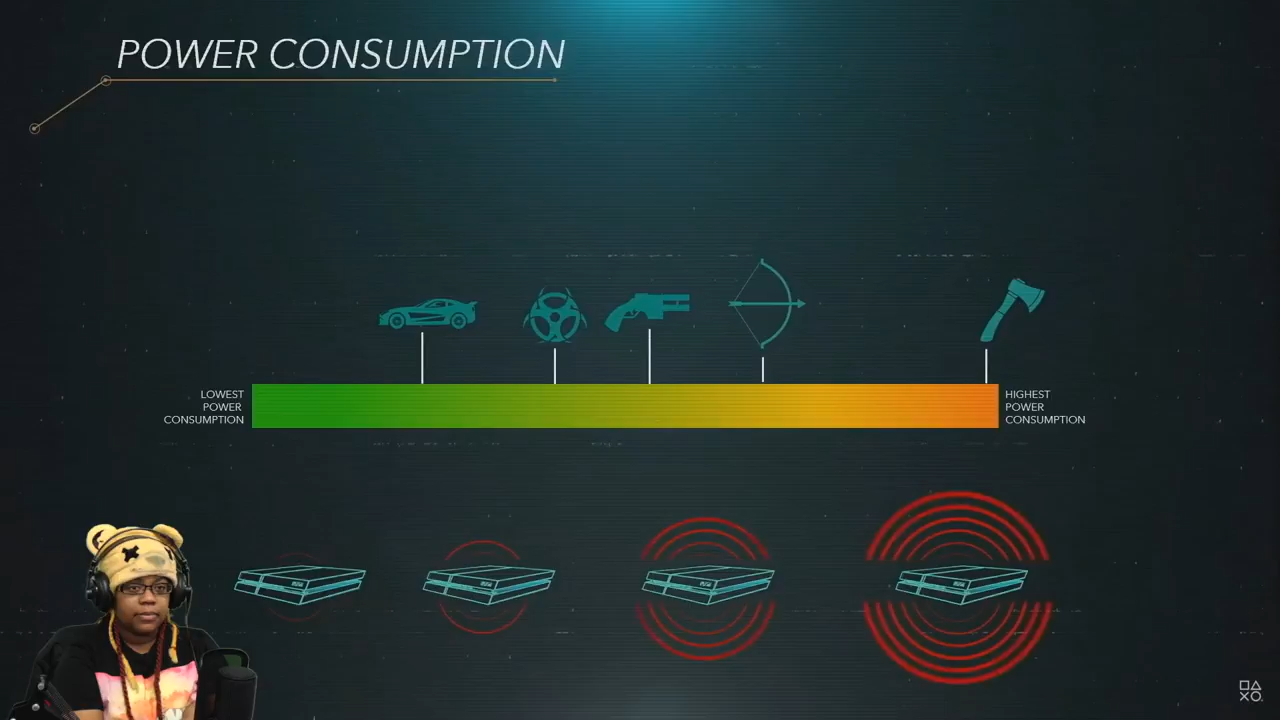 POWER CONSUMPTION
LOWEST
POWER
CONSUMPTION
HIGHEST
POWER
CONSUMPTION